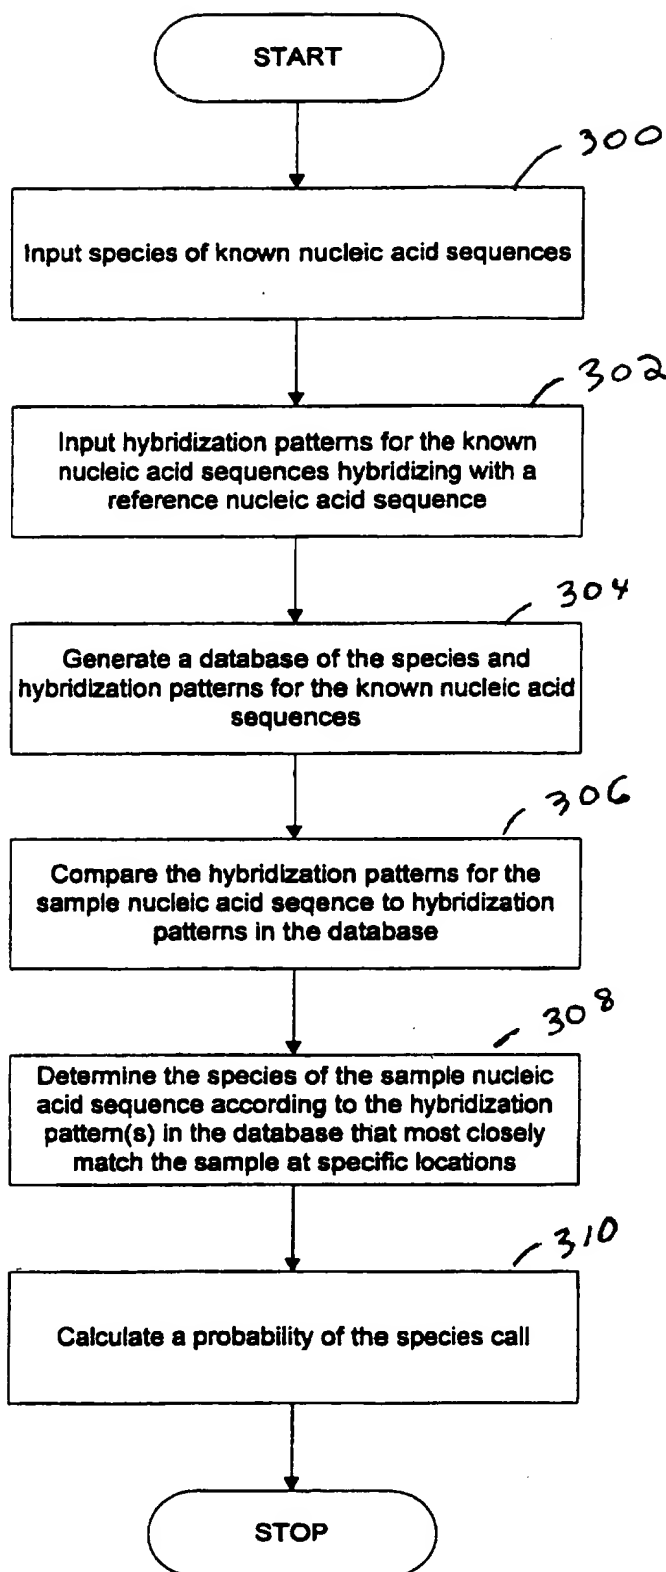 START
300
Input species of known nucleic acid sequences
302
Input hybridization patterns for the known
nucleic acid sequences hybridizing with a
reference nucleic acid sequence
304
Generate a database of the species and
hybridization patterns for the known nucleic acid
sequences
306
Compare the hybridization patterns for the
sample nucleic acid seqence to hybridization
patterns in the database
308
Determine the species of the sample nucleic
acid sequence according to the hybridization
pattern(s) in the database that most closely
match the sample at specific locations
310
Calculate a probability of the species call
STOP